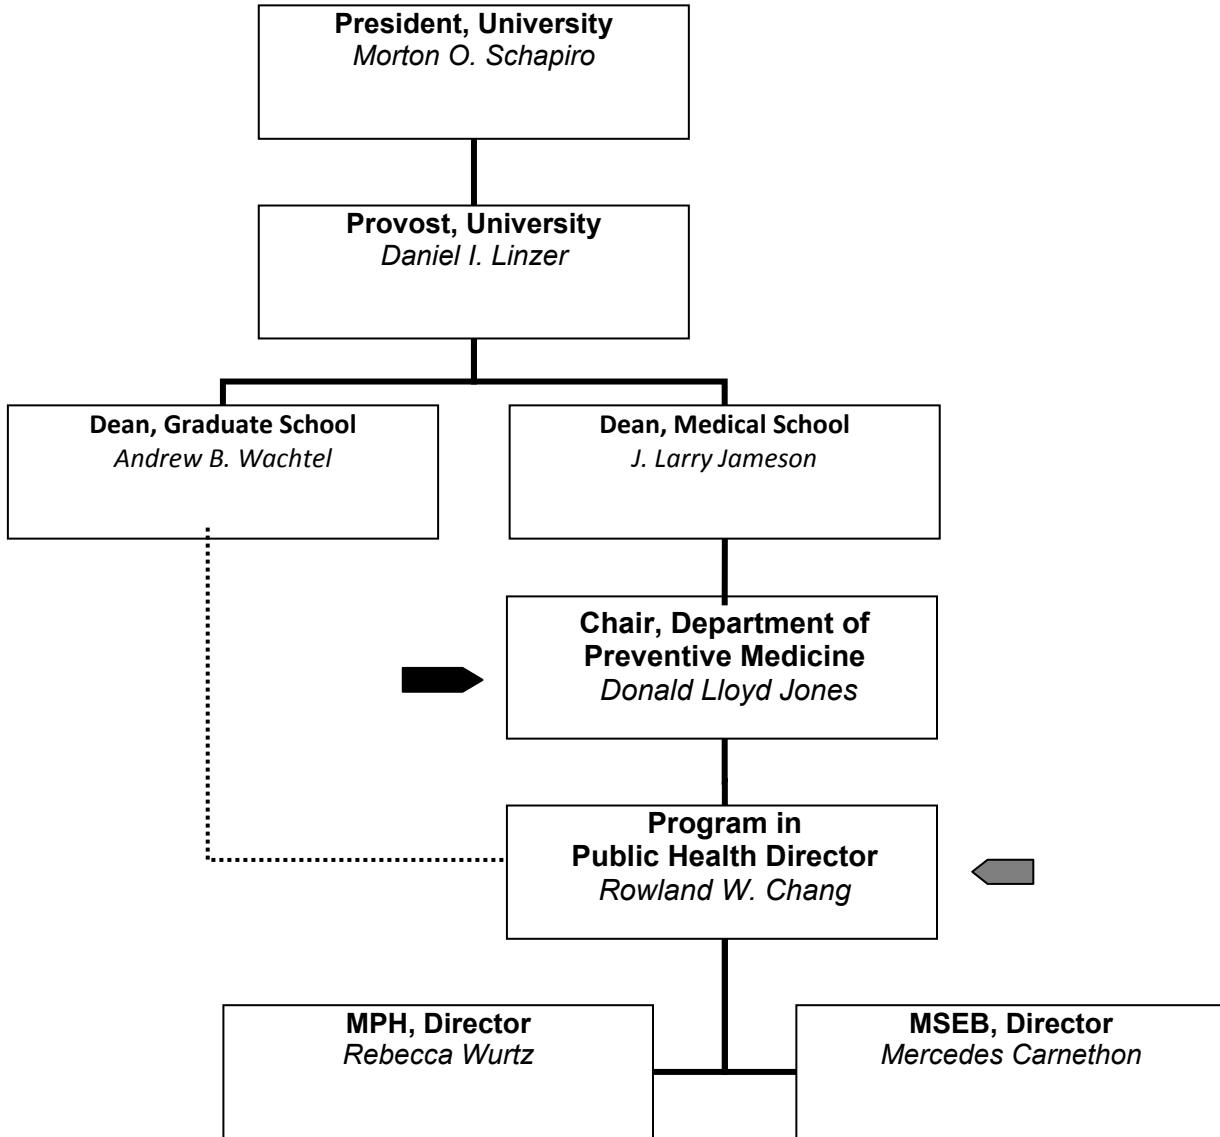 President, University
Morton O. Schapiro
Provost, University
Daniel I. Linzer
Dean, Graduate School
Andrew B. Wachtel
Dean, Medical School
J. Larry Jameson
Chair, Department of
Preventive Medicine
Donald Lloyd Jones
Program in
Public Health Director
Rowland W. Chang
MPH, Director
Rebecca Wurtz
MSEB, Director
Mercedes Carnethon